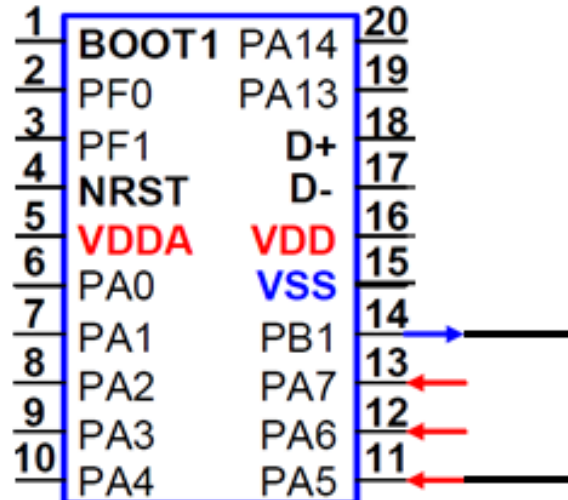 1 BOOT1 PA14 20
2 PF0 PA13 19
3 PF1 D+ 18
4 NRST D- 17
5 VDDA VDD 16
6 PA0 VSS 15
7 PA1 PB1 14
8 PA2 PA7 13
9 PA3 PA6 12
10 PA4 PA5 11